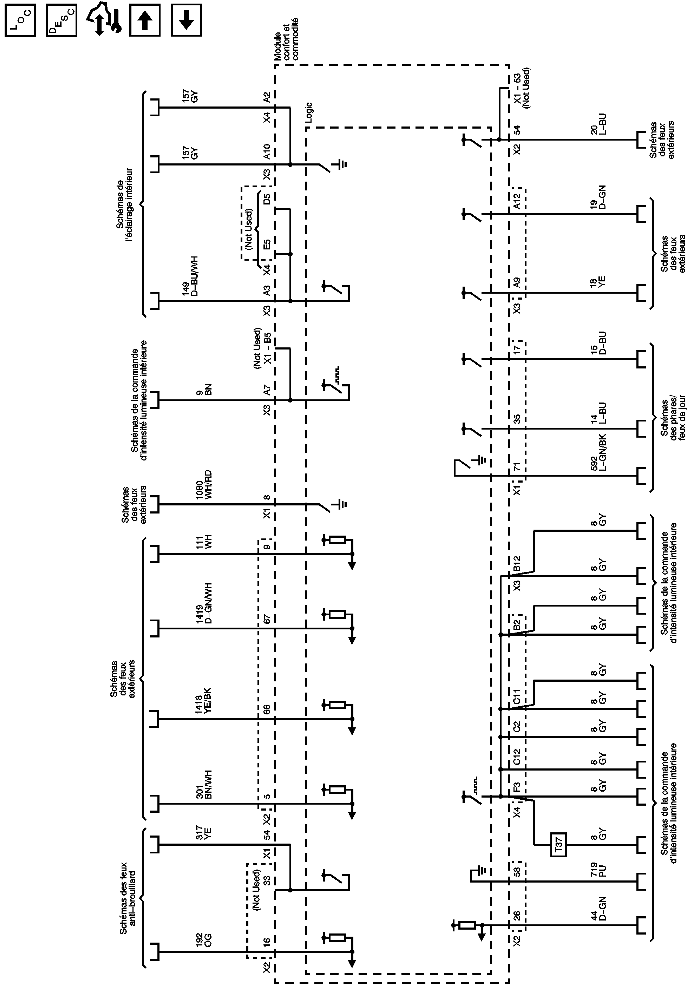 LOC
DESC
Module
confort et
commodité
Logic
Schémas de
l'éclairage intérieur
157
GY
A2
X4
157
GY
A10
X3
D5
(Not Used)
E5
X4
149
D-BU/WH
A3
X3
Schémas de la commande
d'intensité lumineuse intérieure
(Not Used)
X1 - B5
9
BN
A7
X3
Schémas
des feux
extérieurs
1080
WH/RD
8
X1
Schémas
des feux
extérieurs
111
WH
9
1419
D-GN/WH
67
1418
YE/BK
66
301
BN/WH
5
X2
Schémas des feux
anti-brouillard
317
YE
54
X1
33
(Not Used)
192
OG
16
X2
X1 - 63
(Not Used)
54
X2
20
L-BU
Schémas
des feux
extérieurs
A12
19
D-GN
A9
X3
18
YE
Schémas
des feux
extérieurs
17
15
D-BU
35
14
L-BU
71
X1
592
L-GN/BK
Schémas
des phares/
feux de jour
8
GY
B12
X3
8
GY
8
GY
B2
8
GY
Schémas de la commande
d'intensité lumineuse intérieure
8
GY
C11
8
GY
C2
8
GY
C12
8
GY
F3
X4
8
GY
T37
8
GY
58
719
PU
26
X2
44
D-GN
Schémas de la commande
d'intensité lumineuse intérieure